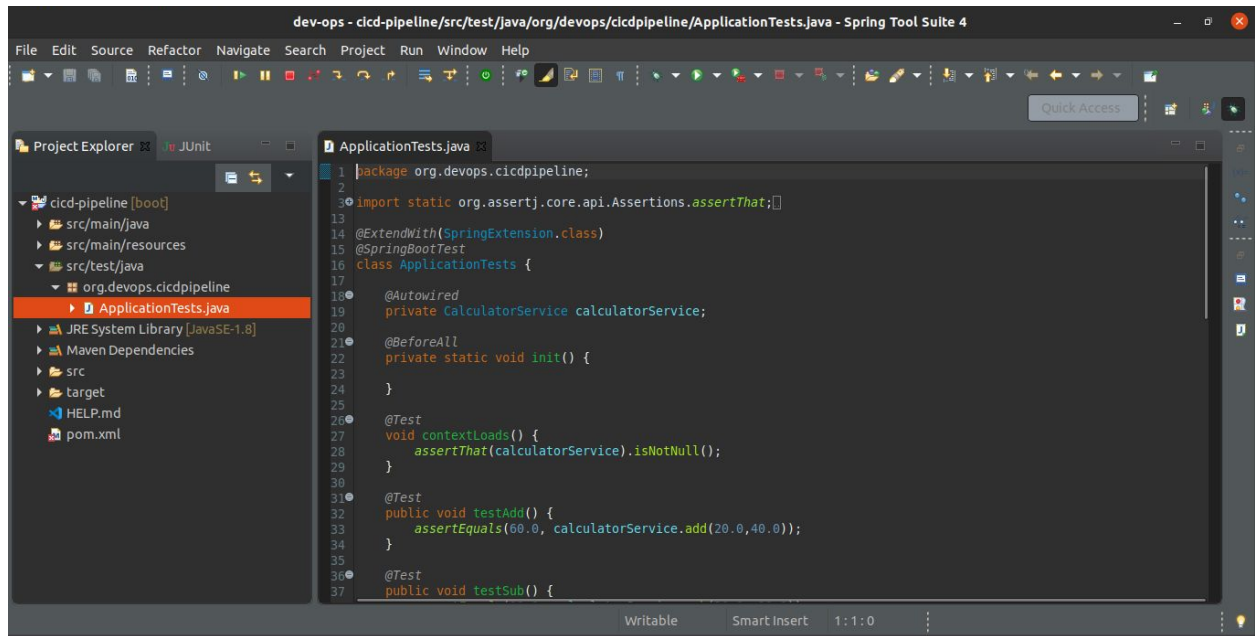 dev-ops - cicd-pipeline/src/test/java/org/devops/cicdpipeline/ApplicationTests.java - Spring Tool Suite 4
File Edit Source Refactor Navigate Search Project Run Window Help
Quick Access
Project Explorer
JUnit
cicd-pipeline [boot]
src/main/java
src/main/resources
src/test/java
org.devops.cicdpipeline
ApplicationTests.java
JRE System Library [JavaSE-1.8]
Maven Dependencies
src
target
HELP.md
pom.xml
ApplicationTests.java
1 package org.devops.cicdpipeline;
2
3 import static org.assertj.core.api.Assertions.assertThat;
13
14 @ExtendWith(SpringExtension.class)
15 @SpringBootTest
16 class ApplicationTests {
17
18 @Autowired
19 private CalculatorService calculatorService;
20
21 @BeforeAll
22 private static void init() {
23
24 }
25
26 @Test
27 void contextLoads() {
28 assertThat(calculatorService).isNotNull();
29 }
30
31 @Test
32 public void testAdd() {
33 assertEquals(60.0, calculatorService.add(20.0,40.0));
34 }
35
36 @Test
37 public void testSub() {
Writable Smart Insert 1:1:0